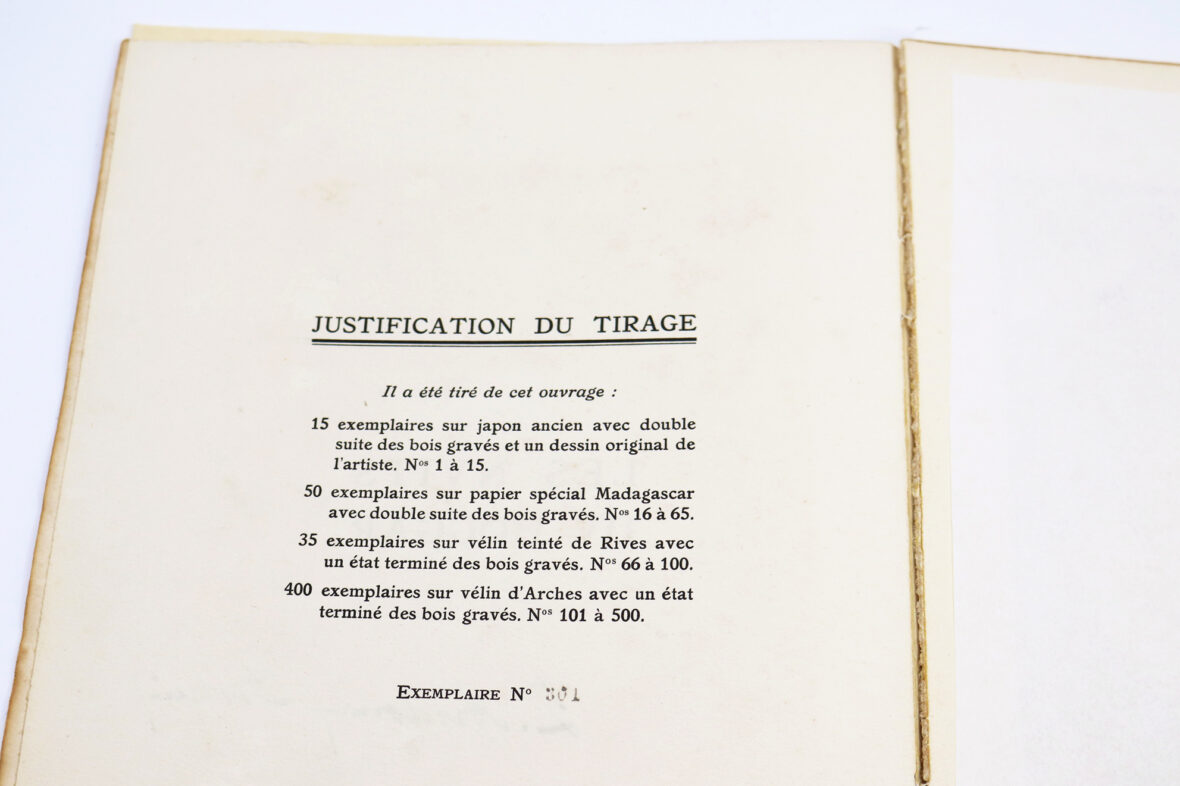 JUSTIFICATION DU TIRAGE
Il a été tiré de cet ouvrage :
15 exemplaires sur japon ancien avec double
suite des bois gravés et un dessin original de
l'artiste. Nos 1 à 15.
50 exemplaires sur papier spécial Madagascar
avec double suite des bois gravés. Nos 16 à 65.
35 exemplaires sur vélin teinté de Rives avec
un état terminé des bois gravés. Nos 66 à 100.
400 exemplaires sur vélin d'Arches avec un état
terminé des bois gravés. Nos 101 à 500.
EXEMPLAIRE No